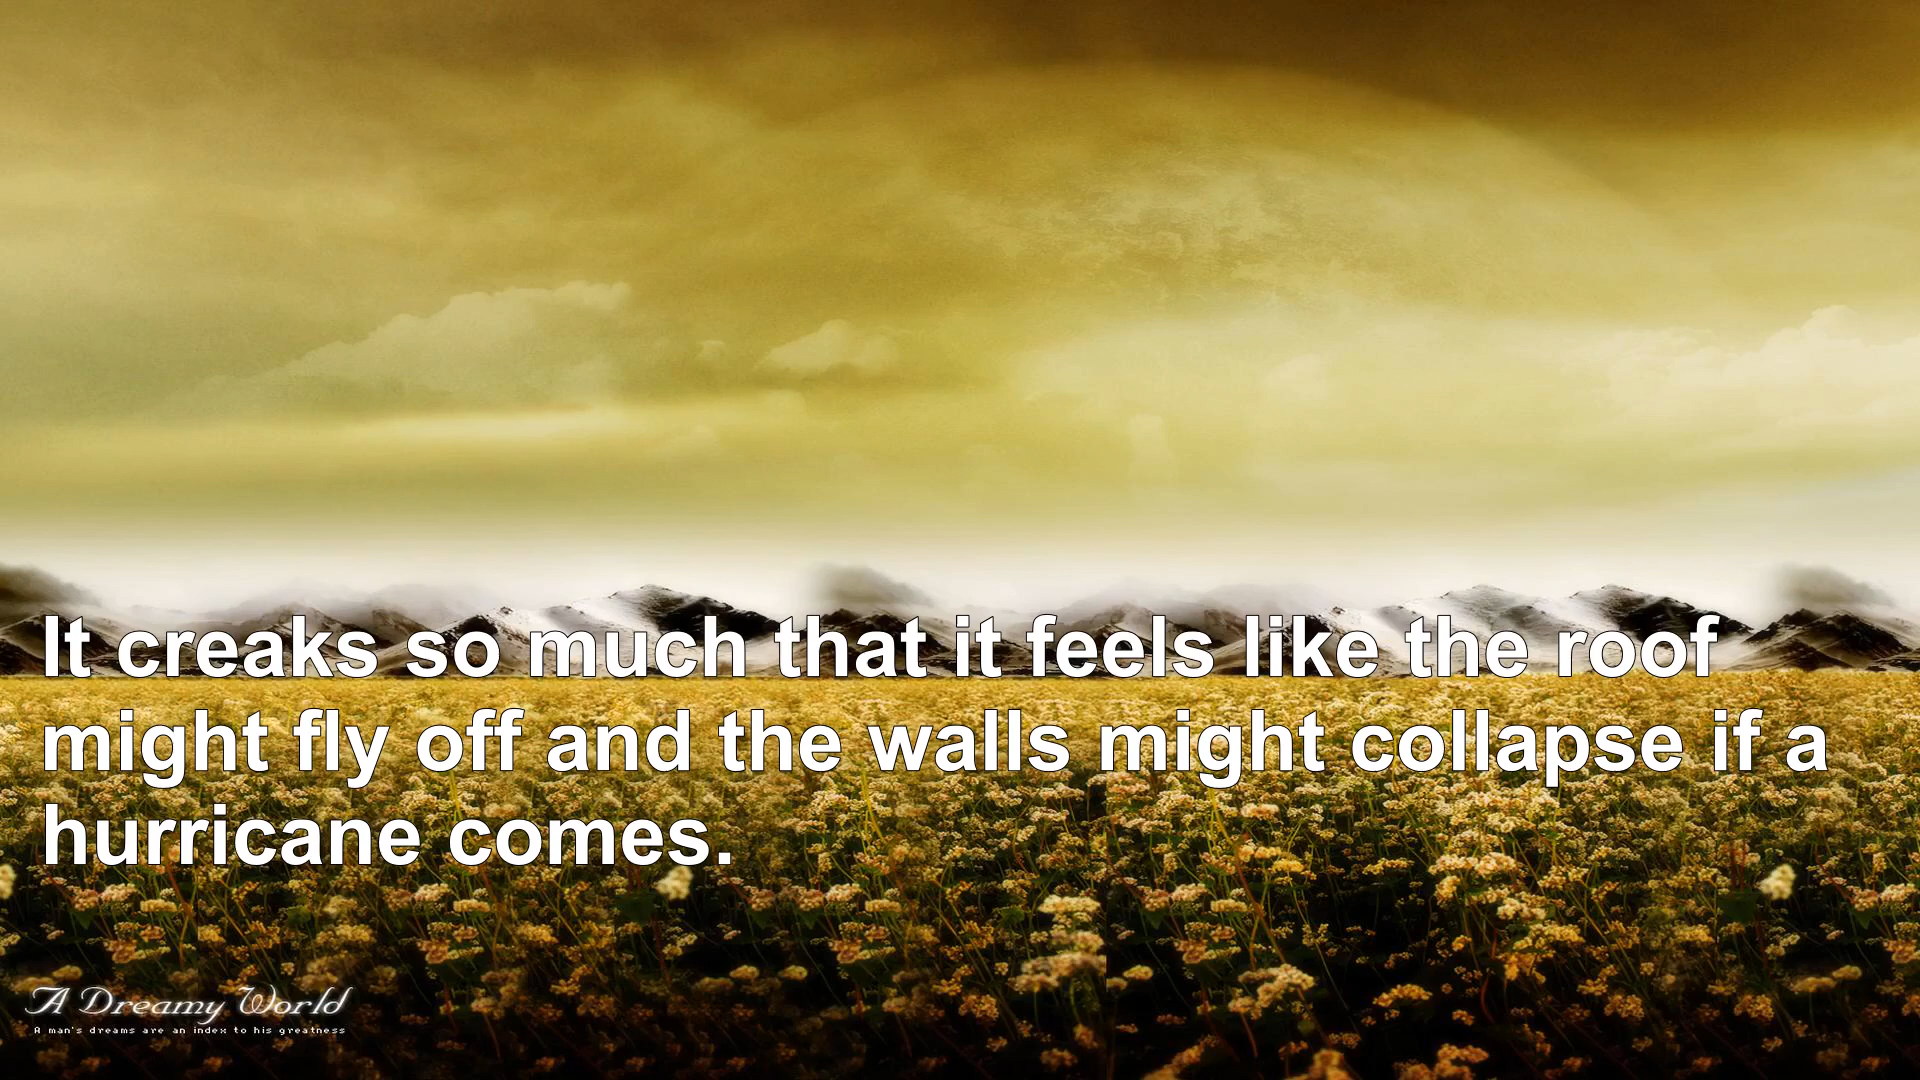 It creaks so much that it feels like the roof
might fly off and the walls might collapse if a
hurricane comes.
A Dreamy World
A man's dreams are an index to his greatness